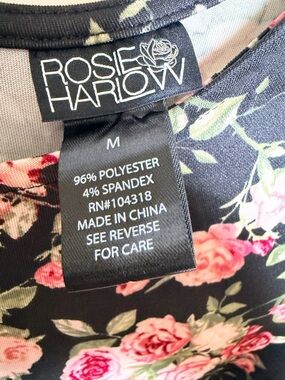 ROSIE
HARLOW
M
96% POLYESTER
4% SPANDEX
RN#104318
MADE IN CHINA
SEE REVERSE
FOR CARE